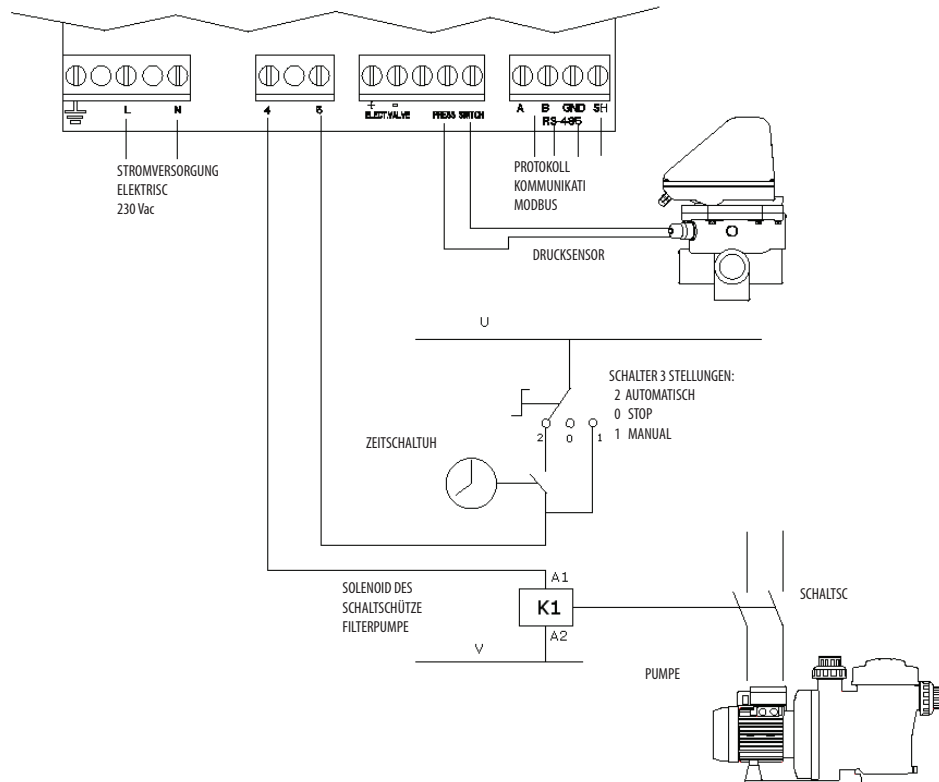 L N 4 5 + - A B GND SH
ELECT.VALVE PRESS SWITCH RS-485
STROMVERSORGUNG
ELEKTRISC
230 Vac
PROTOKOLL
KOMMUNIKATI
MODBUS
DRUCKSENSOR
U
SCHALTER 3 STELLUNGEN:
2 AUTOMATISCH
0 STOP
1 MANUAL
2 0 1
ZEITSCHALTUH
SOLENOID DES
SCHALTSCHÜTZE
FILTERPUMPE
A1
K1
A2
SCHALTSC
V
PUMPE